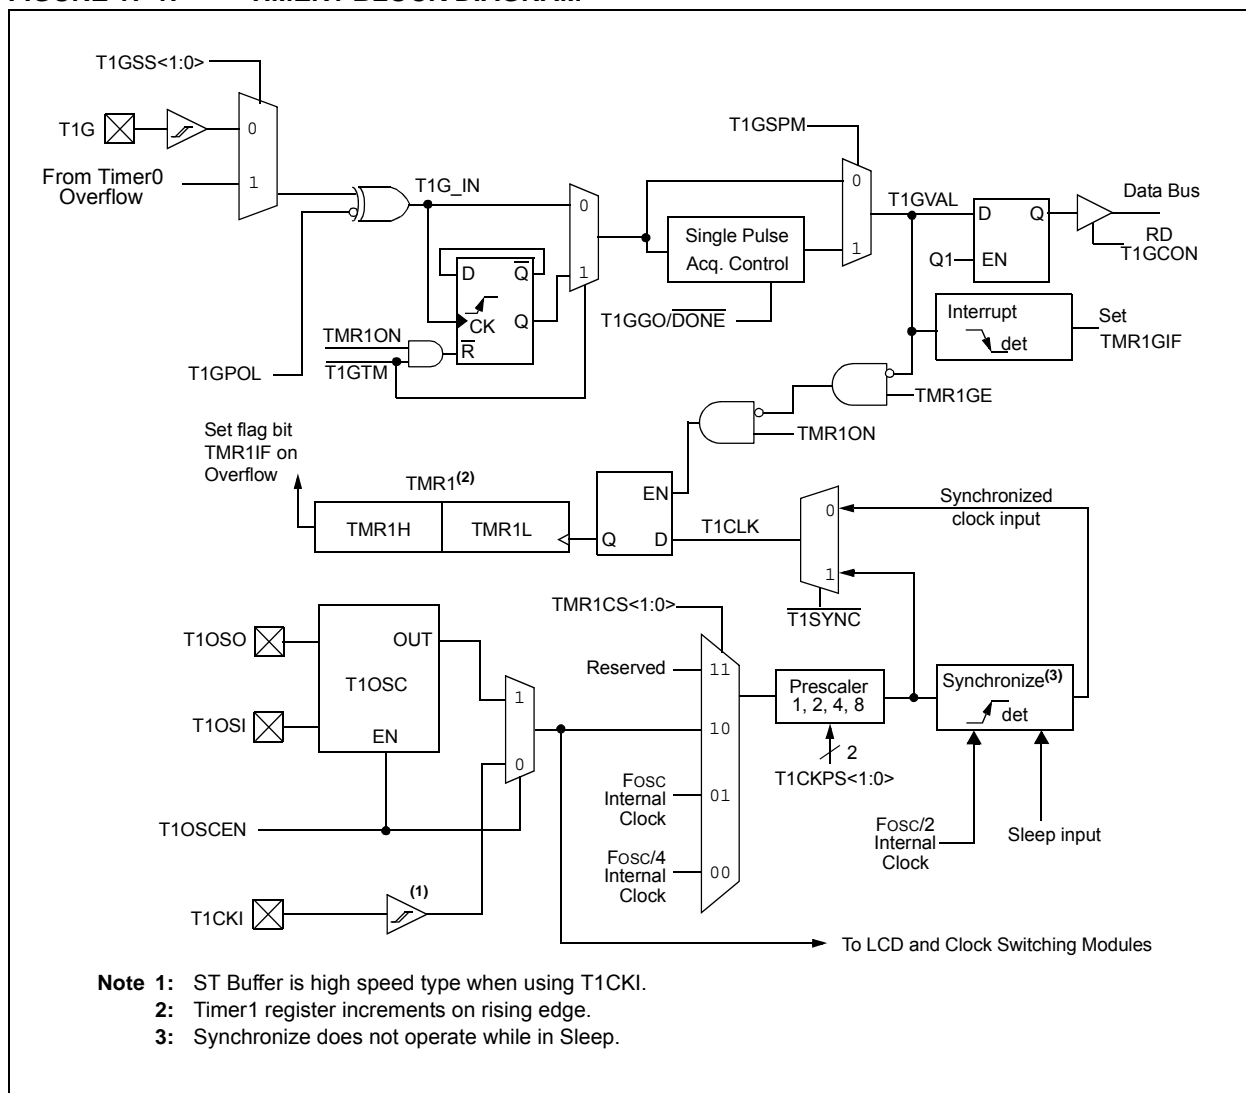 T1GSS<1:0>
T1G
0
From Timer0
Overflow
1
T1GPOL
T1G_IN
D
Q
CK
Q
R
TMR1ON
T1GTM
0
1
Single Pulse
Acq. Control
T1GGO/DONE
T1GSPM
0
1
T1GVAL
D
Q
Q1
EN
Data Bus
RD
T1GCON
Interrupt
det
Set
TMR1GIF
TMR1GE
TMR1ON
Set flag bit
TMR1IF on
Overflow
TMR1(2)
TMR1H
TMR1L
EN
Q
D
T1CLK
0
1
T1SYNC
Synchronized
clock input
T1OSO
T1OSI
OUT
T1OSC
EN
T1OSCEN
T1CKI
(1)
1
0
TMR1CS<1:0>
Reserved
11
10
FOSC
Internal
Clock
01
FOSC/4
Internal
Clock
00
Prescaler
1, 2, 4, 8
2
T1CKPS<1:0>
Synchronize(3)
det
FOSC/2
Internal
Clock
Sleep input
To LCD and Clock Switching Modules
Note 1: ST Buffer is high speed type when using T1CKI.
2: Timer1 register increments on rising edge.
3: Synchronize does not operate while in Sleep.